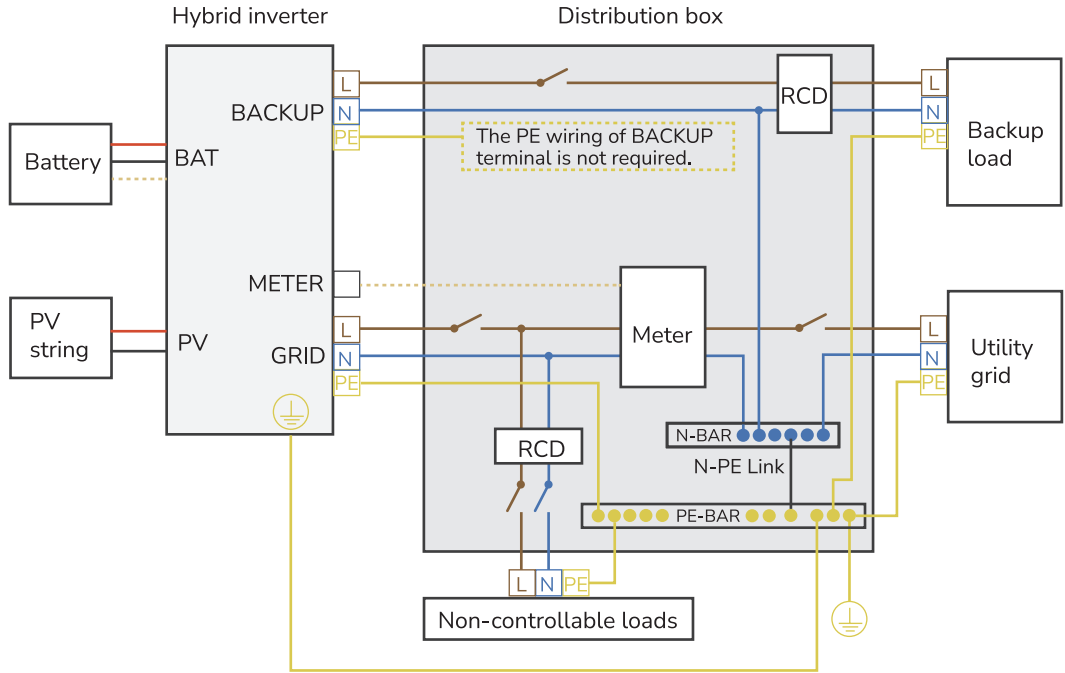 Hybrid inverter
Distribution box
L
BACKUP
N
PE
The PE wiring of BACKUP
terminal is not required.
RCD
L
N
PE
Backup
load
Battery
BAT
METER
PV
string
PV
L
GRID
N
PE
Meter
L
N
PE
Utility
grid
N-BAR
N-PE Link
RCD
PE-BAR
L
N
PE
Non-controllable loads